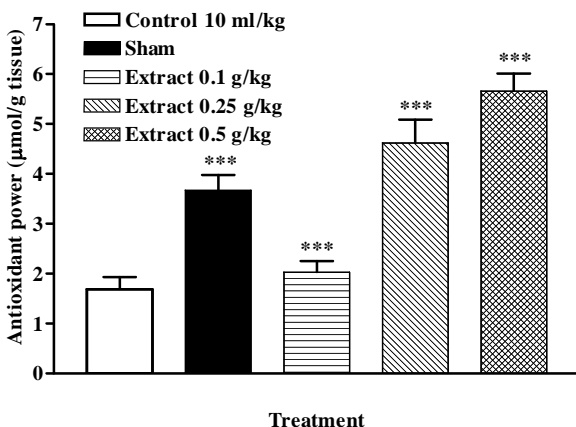 Antioxidant power (µmol/g tissue)
7
6
5
4
3
2
1
0
Control 10 ml/kg
Sham
Extract 0.1 g/kg
Extract 0.25 g/kg
Extract 0.5 g/kg
***
***
***
***
Treatment